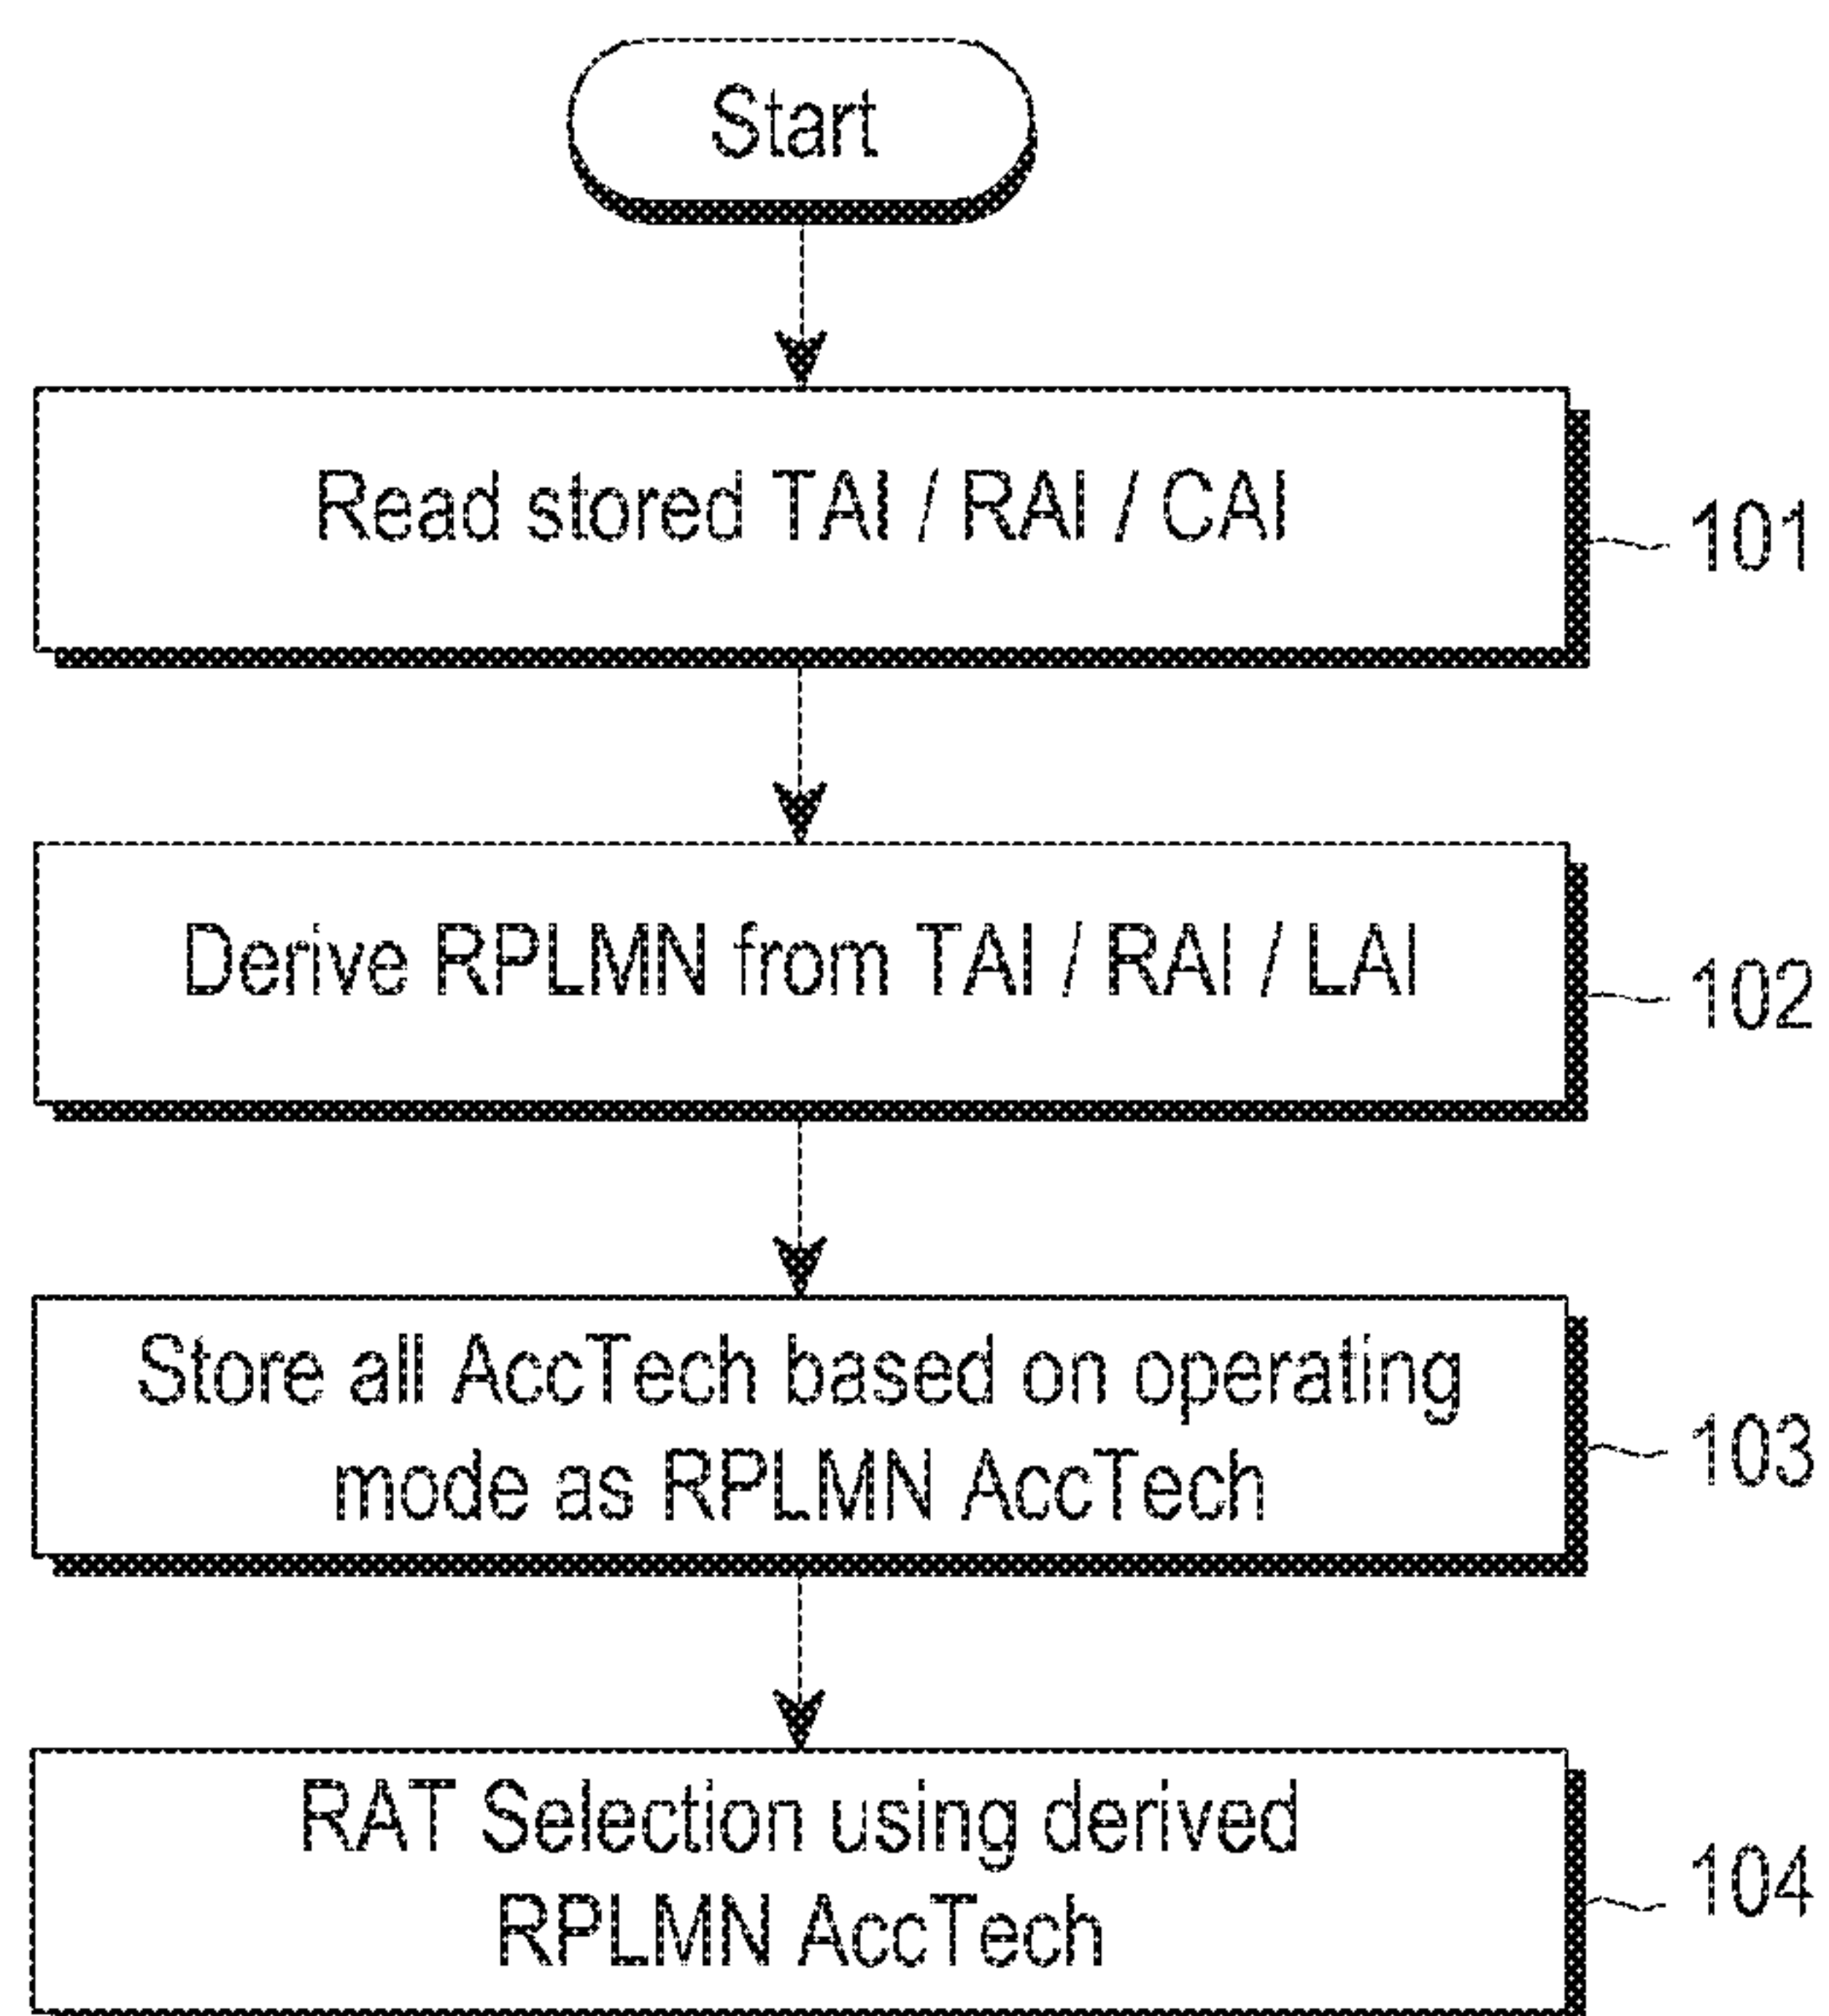 Start
Read stored TAI / RAI / CAI
101
Derive RPLMN from TAI / RAI / LAI
102
Store all AccTech based on operating
mode as RPLMN AccTech
103
RAT Selection using derived
RPLMN AccTech
104